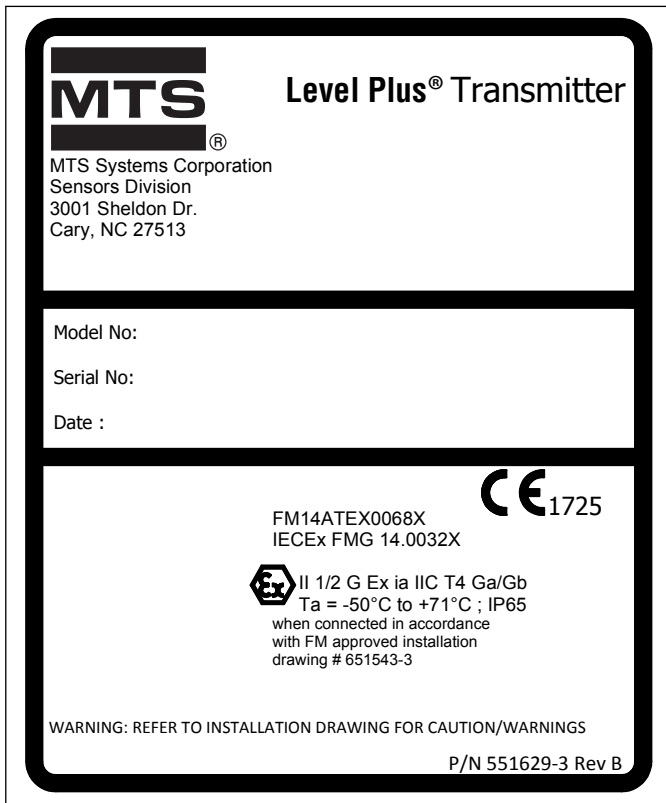 MTS
®
Level Plus® Transmitter
MTS Systems Corporation
Sensors Division
3001 Sheldon Dr.
Cary, NC 27513
Model No:
Serial No:
Date :
CE 1725
FM14ATEX0068X
IECEx FMG 14.0032X
Ex II 1/2 G Ex ia IIC T4 Ga/Gb
Ta = -50°C to +71°C ; IP65
when connected in accordance
with FM approved installation
drawing # 651543-3
WARNING: REFER TO INSTALLATION DRAWING FOR CAUTION/WARNINGS
P/N 551629-3 Rev B